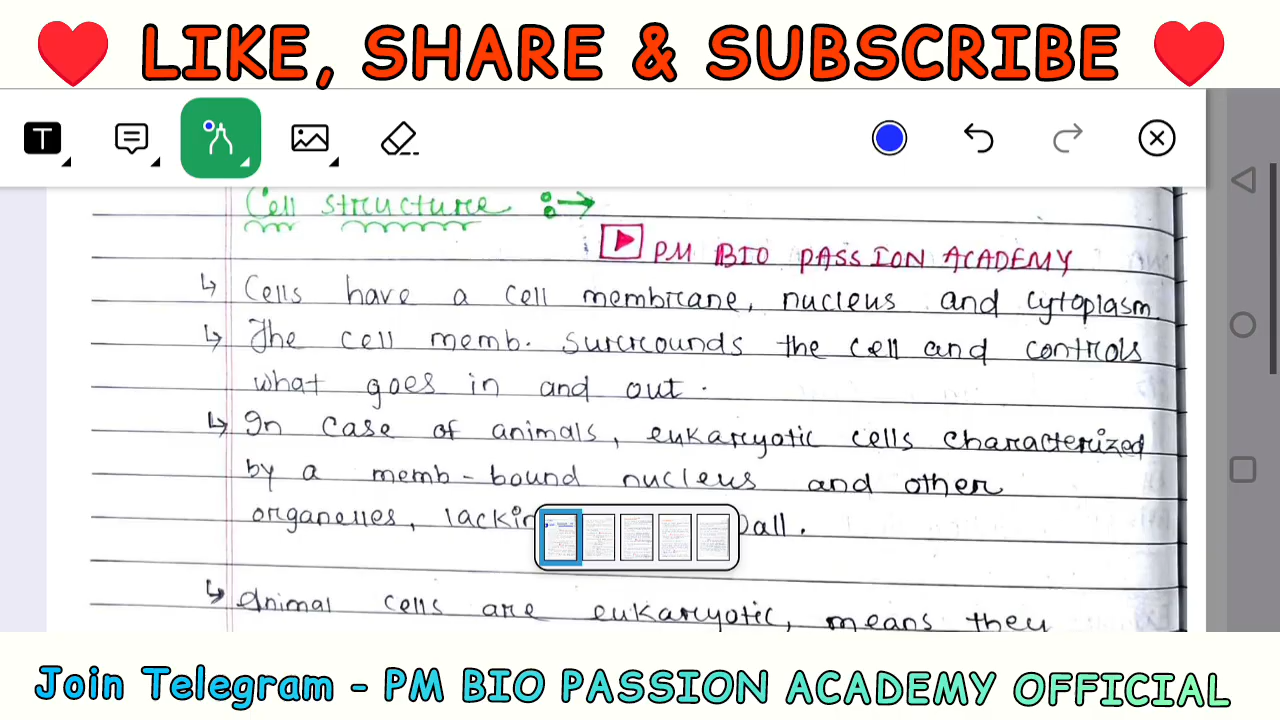 LIKE, SHARE & SUBSCRIBE
T
Cell structure :→
PM BIO PASSION ACADEMY
↳ Cells have a cell membrane, nucleus and cytoplasm.
↳ The cell memb. surrounds the cell and controls
what goes in and out.
↳ In case of animals, eukaryotic cells characterized
by a memb-bound nucleus and other
organelles, all.
↳ Animal cells are eukaryotic, means they
Join Telegram - PM BIO PASSION ACADEMY OFFICIAL